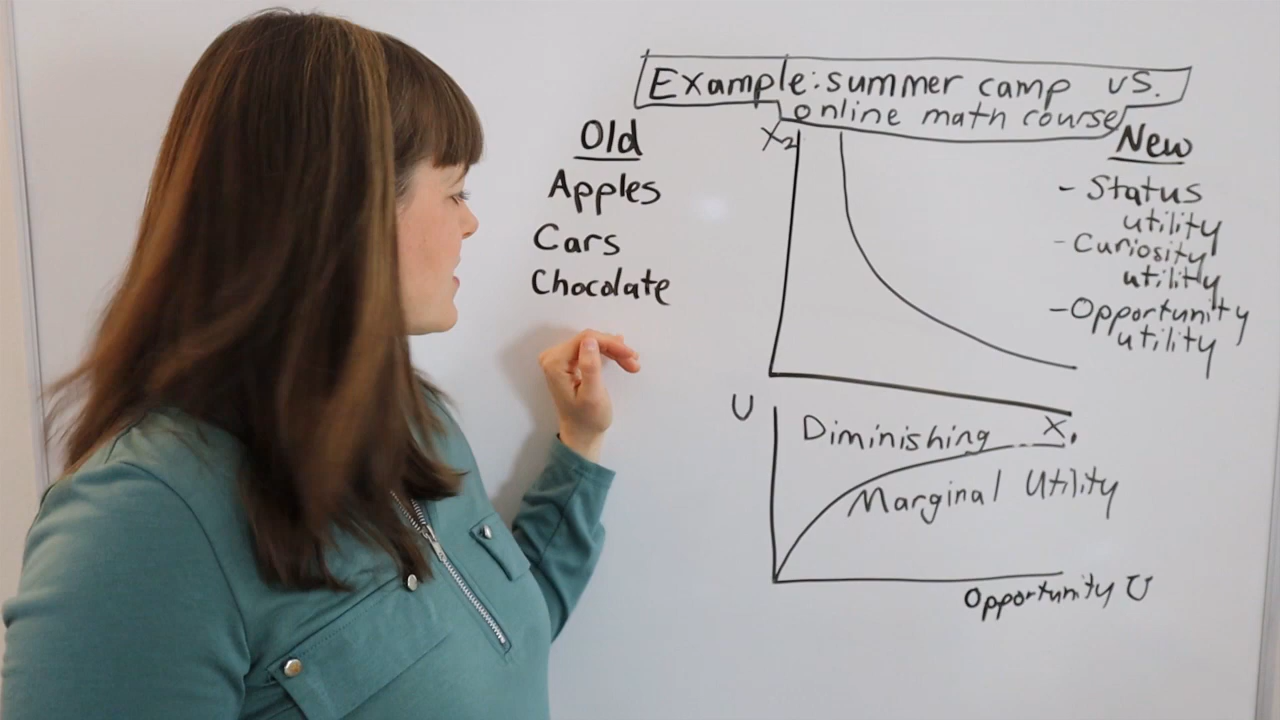 Example: summer camp vs.
online math course
Old
Apples
Cars
Chocolate
X2
X1
New
- Status
utility
- Curiosity
utility
- Opportunity
utility
U
Diminishing
Marginal Utility
Opportunity U